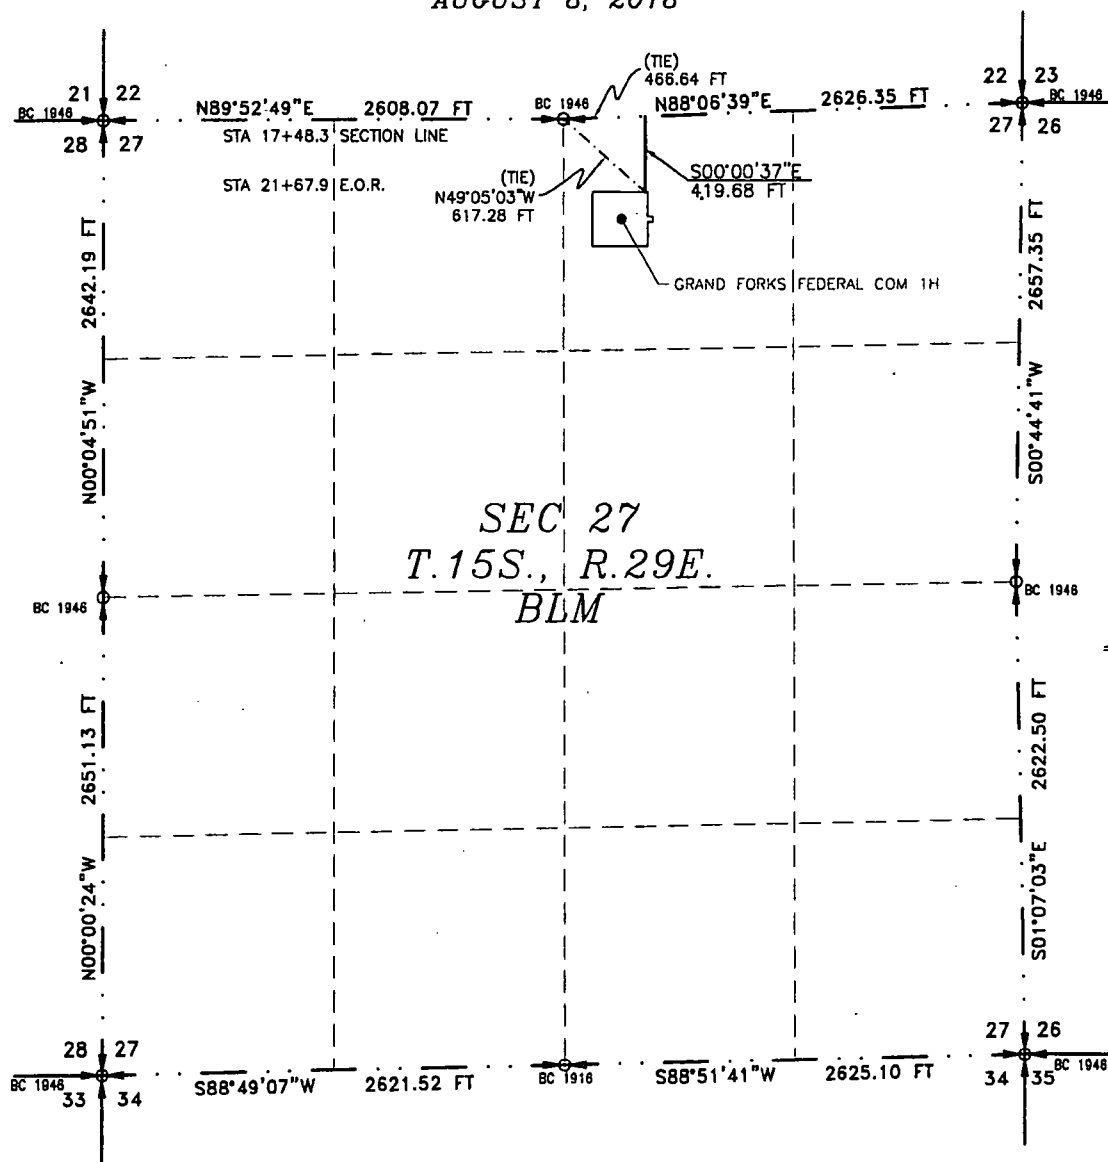 AUGUST 8, 2018
(TIE)
466.64 FT
21 22
22 23
BC 1946
N89°52'49"E 2608.07 FT
BC 1946
N88°06'39"E 2626.35 FT
BC 1946
28 27
27 26
STA 17+48.3 SECTION LINE
STA 21+67.9 E.O.R.
(TIE)
N49°05'03"W
617.28 FT
S00°00'37"E
419.68 FT
GRAND FORKS FEDERAL COM 1H
2642.19 FT
N00°04'51"W
2657.35 FT
S00°44'41"W
SEC 27
T.15S., R.29E.
BLM
BC 1946
BC 1946
2651.13 FT
N00°00'24"W
2622.50 FT
S01°07'03"E
28 27
27 26
BC 1946
S88°49'07"W 2621.52 FT
BC 1916
S88°51'41"W 2625.10 FT
BC 1946
33 34
34 35